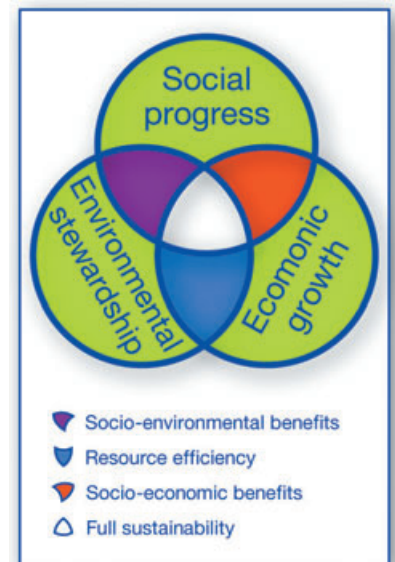 Social
progress
Environmental
stewardship
Ecomonic
growth
Socio-environmental benefits
Resource efficiency
Socio-economic benefits
Full sustainability